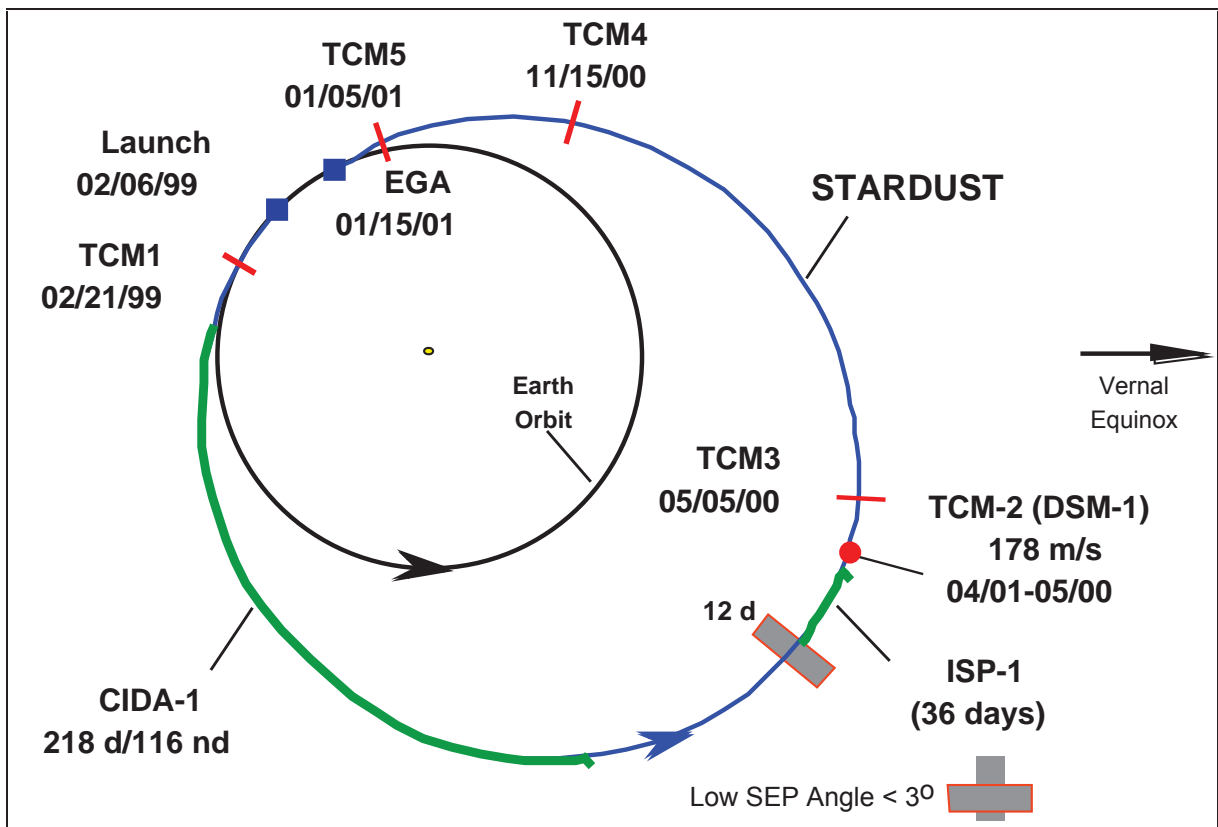 TCM5
01/05/01
TCM4
11/15/00
Launch
02/06/99
EGA
01/15/01
STARDUST
TCM1
02/21/99
Earth
Orbit
Vernal
Equinox
TCM3
05/05/00
TCM-2 (DSM-1)
178 m/s
04/01-05/00
12 d
ISP-1
(36 days)
CIDA-1
218 d/116 nd
Low SEP Angle < 3º